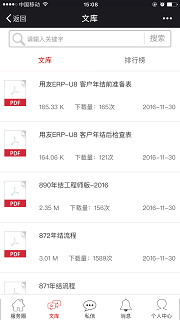 中国移动 15:08
返回 文库
请输入关键字 搜索
文库 排行榜
用友ERP-U8 客户年结前准备表
PDF
165.33 K 下载量：165次 2016-11-30
用友ERP-U8 客户年结后检查表
PDF
164.06 K 下载量：121次 2016-11-30
890年结工程师版-2016
PDF
2.35 M 下载量：156次 2016-11-30
872年结流程
PDF
3.01 M 下载量：1589次 2016-11-30
871年结流程
服务圈 文库 私信 消息 个人中心